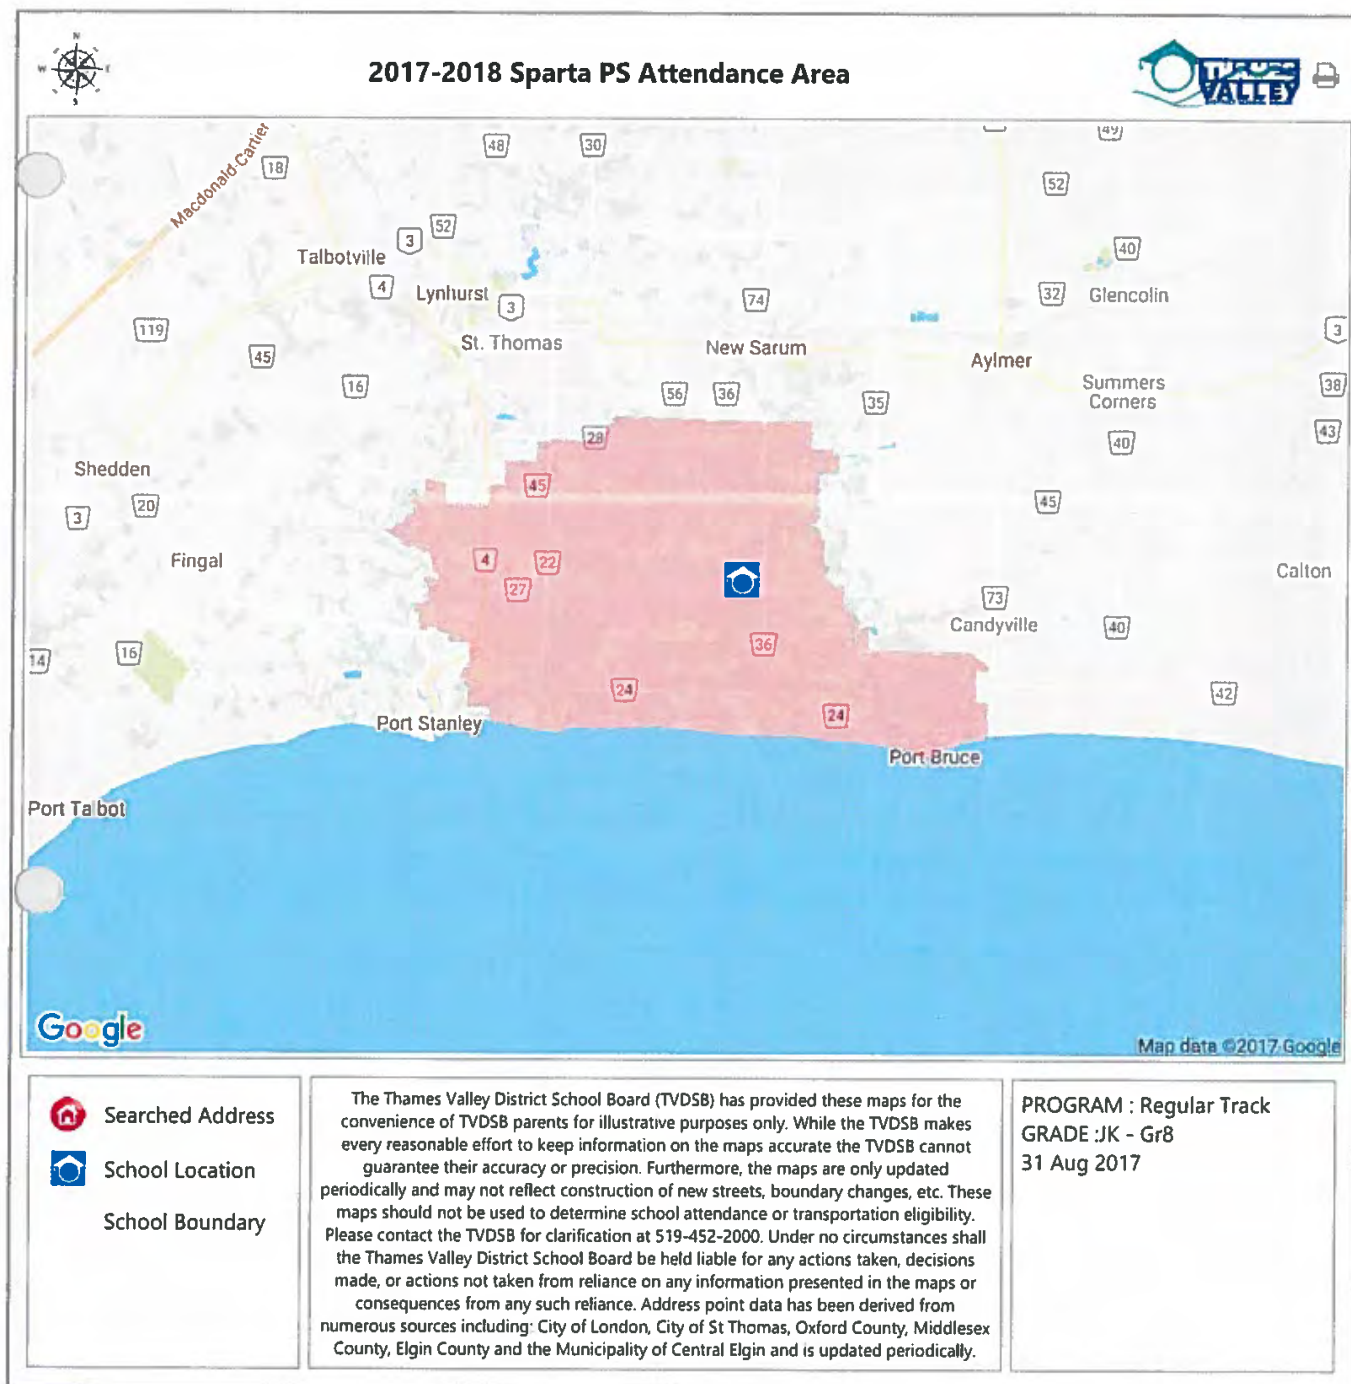 N
W
E
S
2017-2018 Sparta PS Attendance Area
THAMES
VALLEY
Macdonald-Cartier
18
48
30
49
52
3
52
40
Talbotville
4
Lynhurst
3
74
32
Glencolin
119
45
St. Thomas
New Sarum
Aylmer
3
16
56
36
35
Summers
Corners
38
28
40
43
Shedden
45
20
3
45
Fingal
4
22
27
73
Calton
Candyville
40
36
14
16
24
24
42
Port Stanley
Port Bruce
Port Talbot
Google
Map data ©2017 Google
Searched Address
School Location
School Boundary
The Thames Valley District School Board (TVDSB) has provided these maps for the
convenience of TVDSB parents for illustrative purposes only. While the TVDSB makes
every reasonable effort to keep information on the maps accurate the TVDSB cannot
guarantee their accuracy or precision. Furthermore, the maps are only updated
periodically and may not reflect construction of new streets, boundary changes, etc. These
maps should not be used to determine school attendance or transportation eligibility.
Please contact the TVDSB for clarification at 519-452-2000. Under no circumstances shall
the Thames Valley District School Board be held liable for any actions taken, decisions
made, or actions not taken from reliance on any information presented in the maps or
consequences from any such reliance. Address point data has been derived from
numerous sources including: City of London, City of St Thomas, Oxford County, Middlesex
County, Elgin County and the Municipality of Central Elgin and is updated periodically.
PROGRAM : Regular Track
GRADE :JK - Gr8
31 Aug 2017